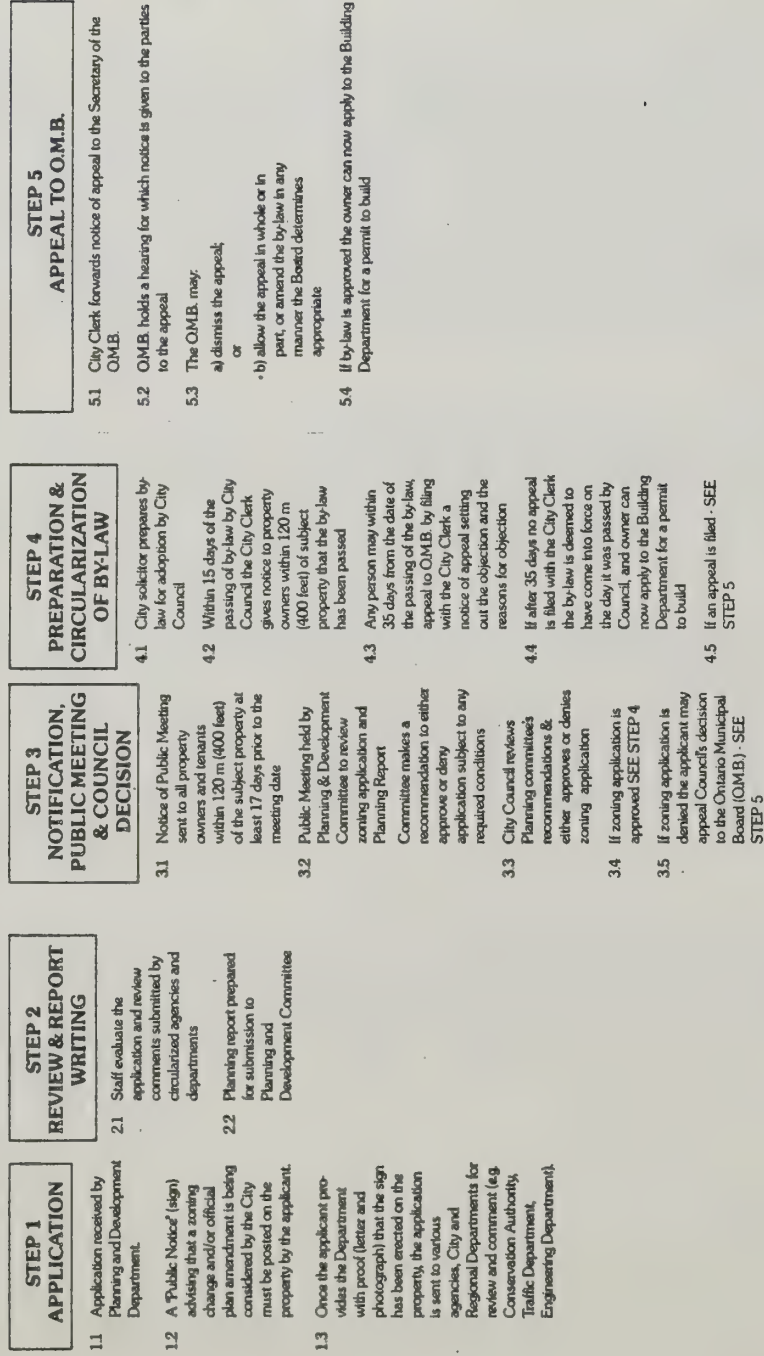 STEP 1
APPLICATION
1.1 Application received by
Planning and Development
Department.
1.2 A "Public Notice" (sign)
advising that a zoning
change and/or official
plan amendment is being
considered by the City
must be posted on the
property by the applicant.
1.3 Once the applicant pro-
vides the Department
with proof (letter and
photograph) that the sign
has been erected on the
property, the application
is sent to various
agencies, City and
Regional Departments for
review and comment (e.g.
Conservation Authority,
Traffic Department,
Engineering Department).
STEP 2
REVIEW & REPORT
WRITING
2.1 Staff evaluate the
application and review
comments submitted by
circularized agencies and
departments
2.2 Planning report prepared
for submission to
Planning and
Development Committee
STEP 3
NOTIFICATION,
PUBLIC MEETING
& COUNCIL
DECISION
3.1 Notice of Public Meeting
sent to all property
owners and tenants
within 120 m (400 feet)
of the subject property at
least 17 days prior to the
meeting date
3.2 Public Meeting held by
Planning & Development
Committee to review
zoning application and
Planning Report
Committee makes a
recommendation to either
approve or deny
application subject to any
required conditions
3.3 City Council reviews
Planning committee's
recommendations &
either approves or denies
zoning application
3.4 If zoning application is
approved SEE STEP 4
3.5 If zoning application is
denied the applicant may
appeal Council's decision
to the Ontario Municipal
Board (O.M.B.) - SEE
STEP 5
STEP 4
PREPARATION &
CIRCULARIZATION
OF BY-LAW
4.1 City solicitor prepares by-
law for adoption by City
Council
4.2 Within 15 days of the
passing of by-law by City
Council the City Clerk
gives notice to property
owners within 120 m
(400 feet) of subject
property that the by-law
has been passed
4.3 Any person may within
35 days from the date of
the passing of the by-law,
appeal to O.M.B. by filing
with the City Clerk a
notice of appeal setting
out the objection and the
reasons for objection
4.4 If after 35 days no appeal
is filed with the City Clerk
the by-law is deemed to
have come into force on
the day it was passed by
Council, and owner can
now apply to the Building
Department for a permit
to build
4.5 If an appeal is filed - SEE
STEP 5
STEP 5
APPEAL TO O.M.B.
5.1 City Clerk forwards notice of appeal to the Secretary of the
O.M.B.
5.2 O.M.B. holds a hearing for which notice is given to the parties
to the appeal
5.3 The O.M.B. may:
a) dismiss the appeal;
or
b) allow the appeal in whole or in
part, or amend the by-law in any
manner the Board determines
appropriate
5.4 If by-law is approved the owner can now apply to the Building
Department for a permit to build